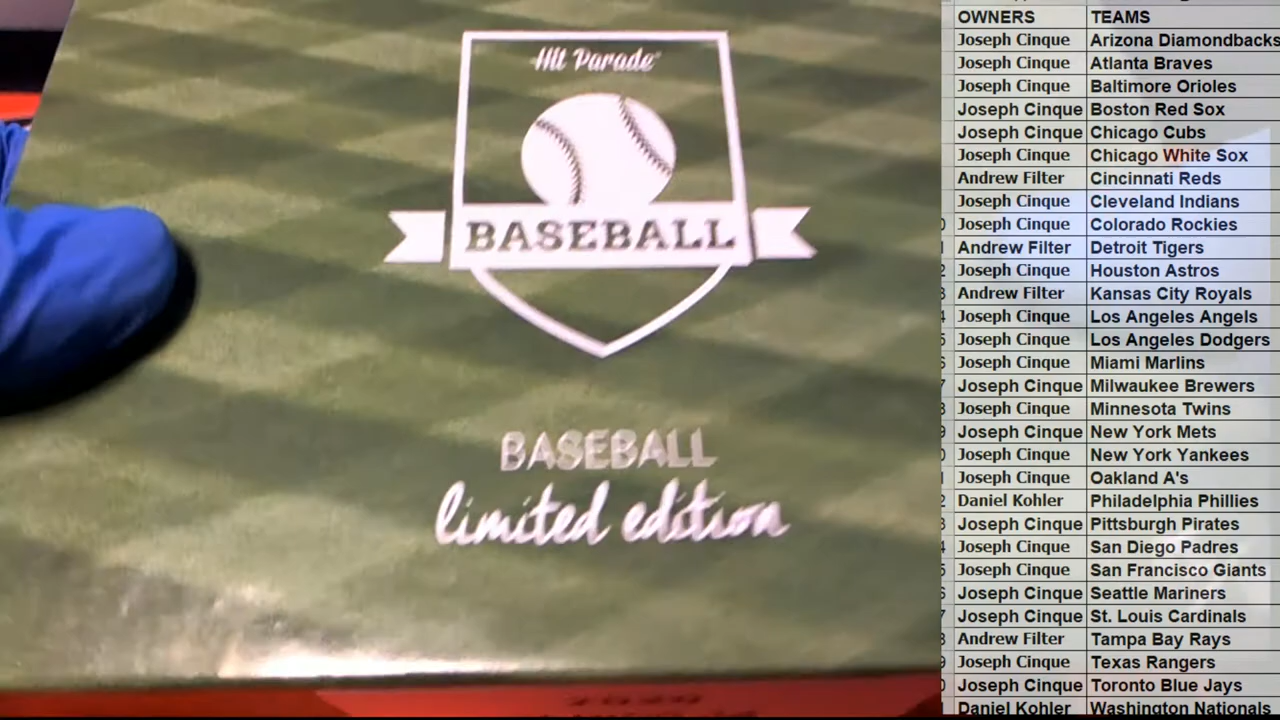 Hit Parade
BASEBALL
BASEBALL
limited edition
OWNERS TEAMS
Joseph Cinque Arizona Diamondbacks
Joseph Cinque Atlanta Braves
Joseph Cinque Baltimore Orioles
Joseph Cinque Boston Red Sox
Joseph Cinque Chicago Cubs
Joseph Cinque Chicago White Sox
Andrew Filter Cincinnati Reds
Joseph Cinque Cleveland Indians
Joseph Cinque Colorado Rockies
Andrew Filter Detroit Tigers
Joseph Cinque Houston Astros
Andrew Filter Kansas City Royals
Joseph Cinque Los Angeles Angels
Joseph Cinque Los Angeles Dodgers
Joseph Cinque Miami Marlins
Joseph Cinque Milwaukee Brewers
Joseph Cinque Minnesota Twins
Joseph Cinque New York Mets
Joseph Cinque New York Yankees
Joseph Cinque Oakland A's
Daniel Kohler Philadelphia Phillies
Joseph Cinque Pittsburgh Pirates
Joseph Cinque San Diego Padres
Joseph Cinque San Francisco Giants
Joseph Cinque Seattle Mariners
Joseph Cinque St. Louis Cardinals
Andrew Filter Tampa Bay Rays
Joseph Cinque Texas Rangers
Joseph Cinque Toronto Blue Jays
Daniel Kohler Washington Nationals